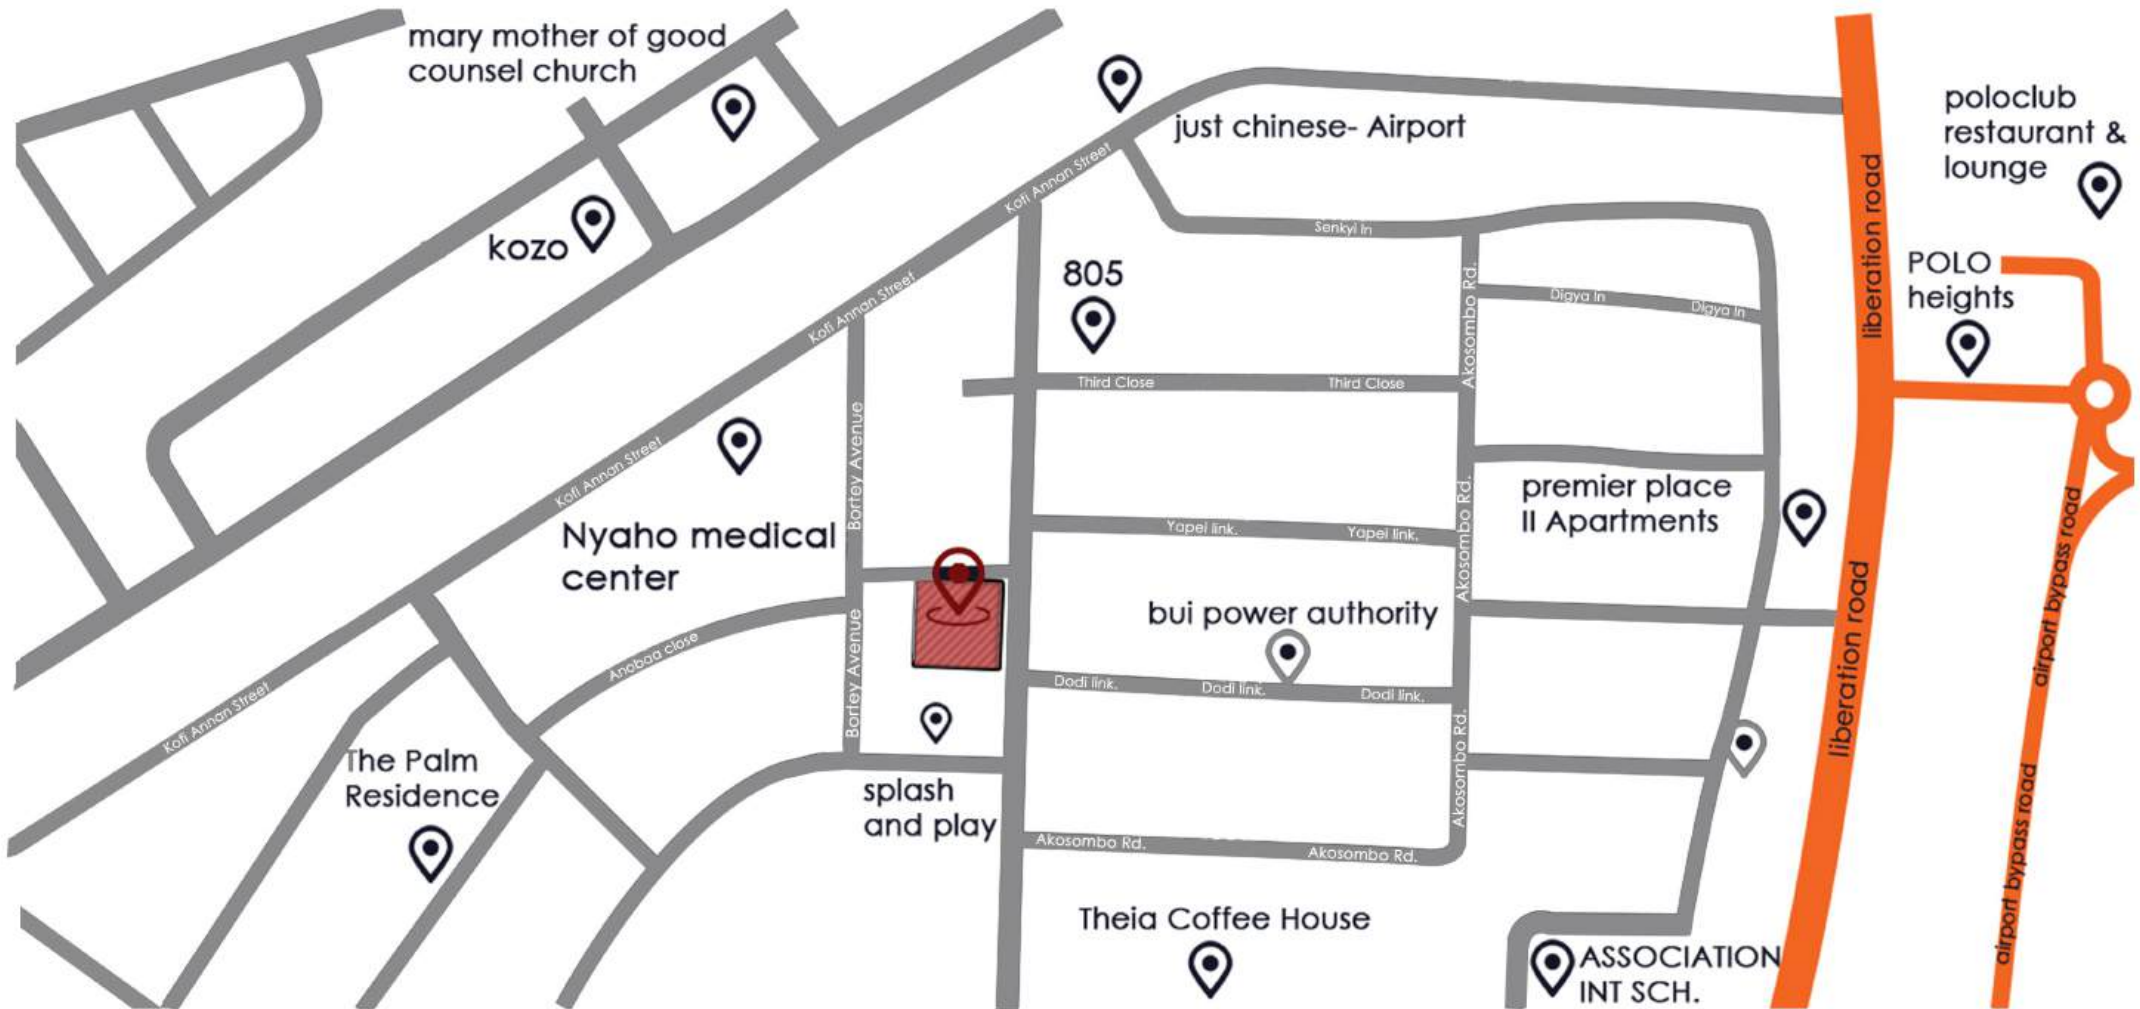 mary mother of good
counsel church
kozo
just chinese- Airport
poloclub
restaurant &
lounge
POLO
heights
liberation road
liberation road
airport bypass road
airport bypass road
airport bypass road
Kofi Annan Street
Kofi Annan Street
Kofi Annan Street
Kofi Annan Street
Senkyi ln
Digya ln
Digya ln
805
Third Close
Third Close
Akosombo Rd.
Akosombo Rd.
Akosombo Rd.
Bortey Avenue
Bortey Avenue
Nyaho medical
center
Yapei link.
Yapei link.
premier place
II Apartments
bui power authority
Anobaa close
Dodi link.
Dodi link.
Dodi link.
The Palm
Residence
splash
and play
Akosombo Rd.
Akosombo Rd.
Theia Coffee House
ASSOCIATION
INT SCH.